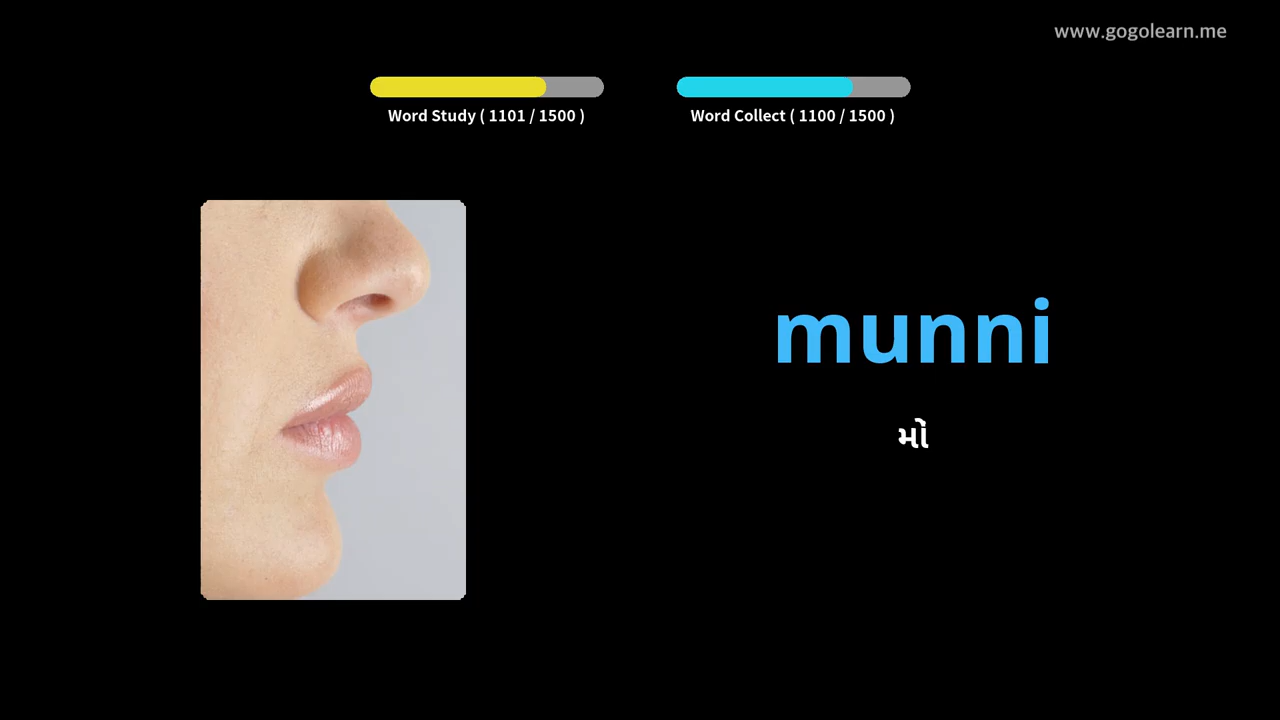 www.gogolearn.me
Word Study ( 1101 / 1500 )
Word Collect ( 1100 / 1500 )
munni
મોં